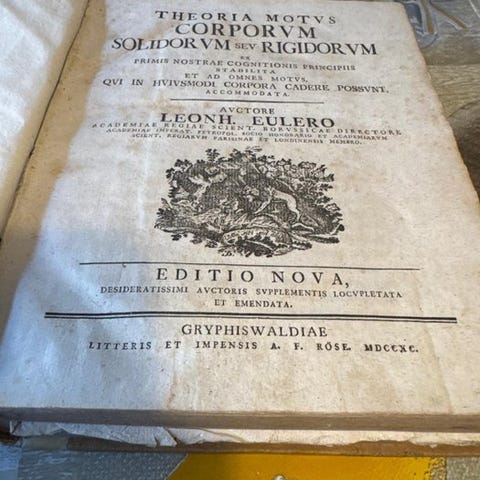 THEORIA MOTVS
CORPORVM
SOLIDORVM SEV RIGIDORVM
EX
PRIMIS NOSTRAE COGNITIONIS PRINCIPIIS
STABILITA
ET AD OMNES MOTVS,
QVI IN HVIVSMODI CORPORA CADERE POSSVNT,
ACCOMMODATA.
AVCTORE
LEONH. EULERO
ACADEMIAE REGIAE SCIENT. BORVSSICAE DIRECTORE
ACADEMIAE IMPERAT. PETROPOL. SOCIO HONORARIO ET ACADEMIARVM
SCIENT. REGIARVM PARISINAE ET LONDINENSIS MEMBRO.
EDITIO NOVA,
DESIDERATISSIMI AVCTORIS SVPPLEMENTIS LOCVPLETATA
ET EMENDATA.
GRYPHISWALDIAE
LITTERIS ET IMPENSIS A. F. RÖSE. MDCCXC.